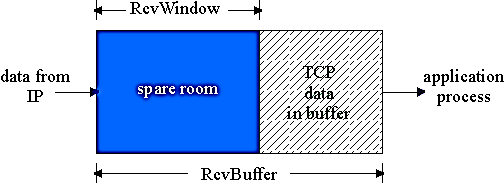 RcvWindow
data from
IP
spare room
TCP
data
in buffer
application
process
RcvBuffer